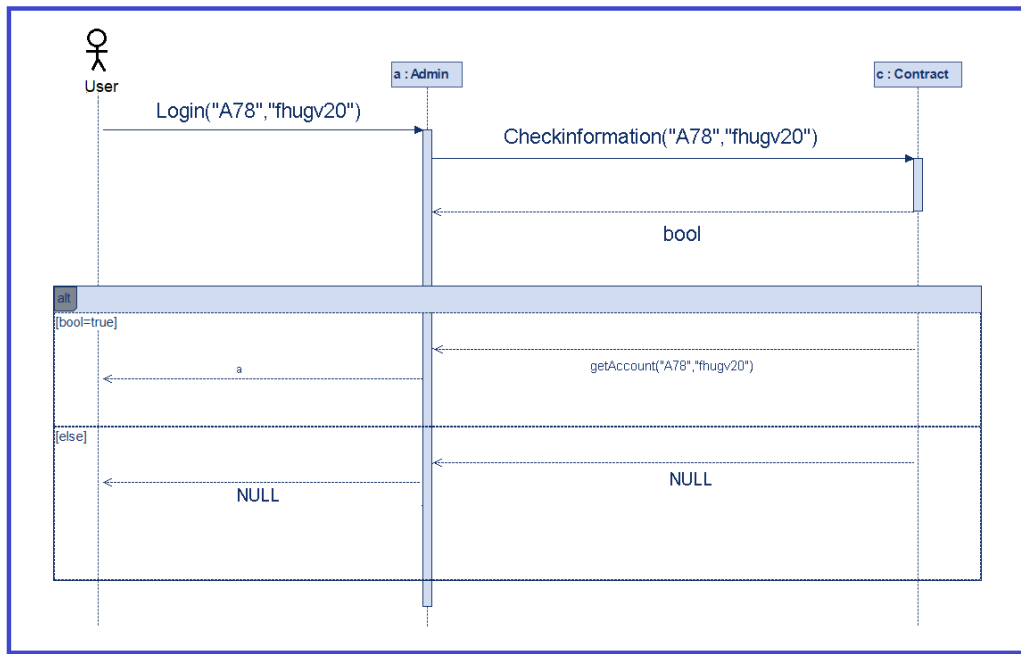 User
a : Admin
c : Contract
Login("A78","fhugv20")
Checkinformation("A78","fhugv20")
bool
alt
[bool=true]
getAccount("A78","fhugv20")
a
[else]
NULL
NULL